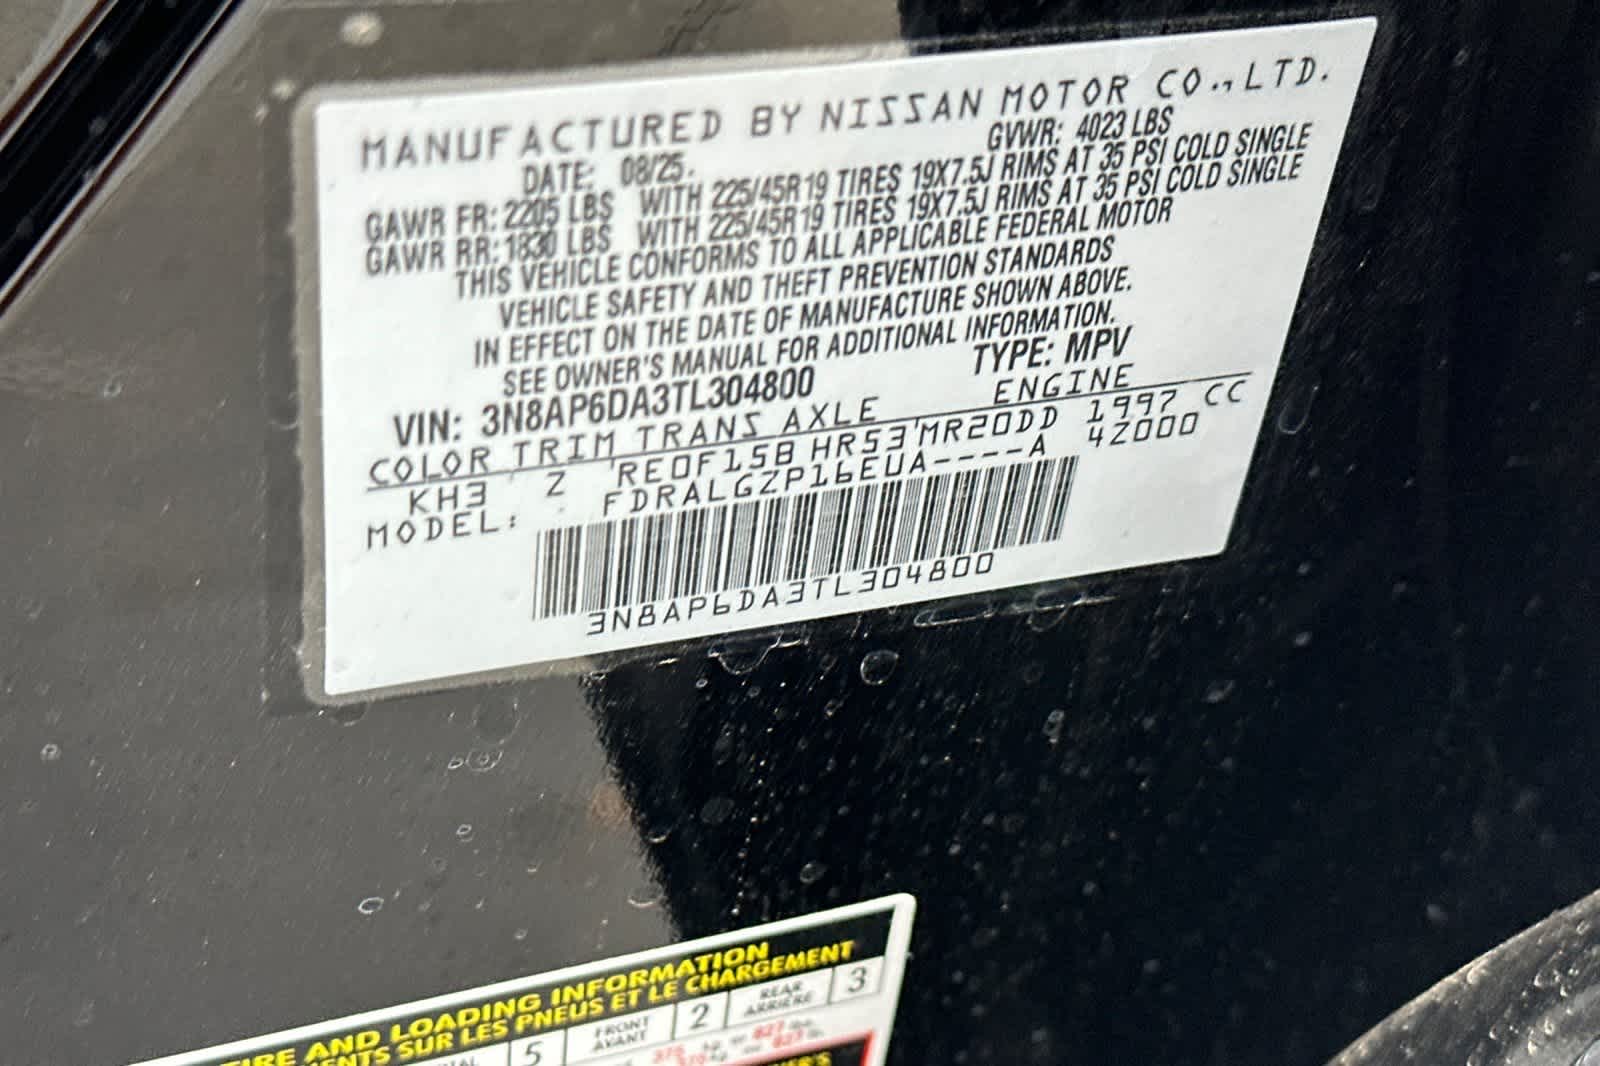 MANUFACTURED BY NISSAN MOTOR CO., LTD.
DATE: 08/25. GVWR: 4023 LBS
GAWR FR: 2205 LBS WITH 225/45R19 TIRES 19X7.5J RIMS AT 35 PSI COLD SINGLE
GAWR RR: 1830 LBS WITH 225/45R19 TIRES 19X7.5J RIMS AT 35 PSI COLD SINGLE
THIS VEHICLE CONFORMS TO ALL APPLICABLE FEDERAL MOTOR
VEHICLE SAFETY AND THEFT PREVENTION STANDARDS
IN EFFECT ON THE DATE OF MANUFACTURE SHOWN ABOVE.
SEE OWNER'S MANUAL FOR ADDITIONAL INFORMATION.
VIN: 3N8AP6DA3TL304800 TYPE: MPV
COLOR TRIM TRANS AXLE ENGINE
KH3 Z RE0F15B HR53 MR20DD 1997 CC
MODEL: FDRALGZP16EUA----A 42000
3N8AP6DA3TL304800
TIRE AND LOADING INFORMATION
SUR LES PNEUS ET LE CHARGEMENT
5 FRONT AVANT 2 REAR ARRIÈRE 3